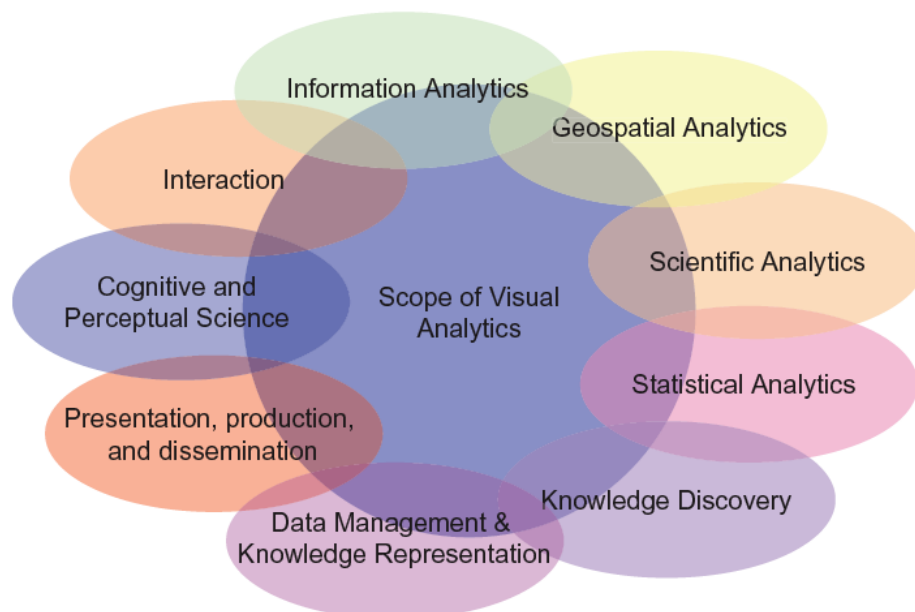 Information Analytics
Geospatial Analytics
Interaction
Scientific Analytics
Cognitive and
Perceptual Science
Scope of Visual
Analytics
Statistical Analytics
Presentation, production,
and dissemination
Knowledge Discovery
Data Management &
Knowledge Representation